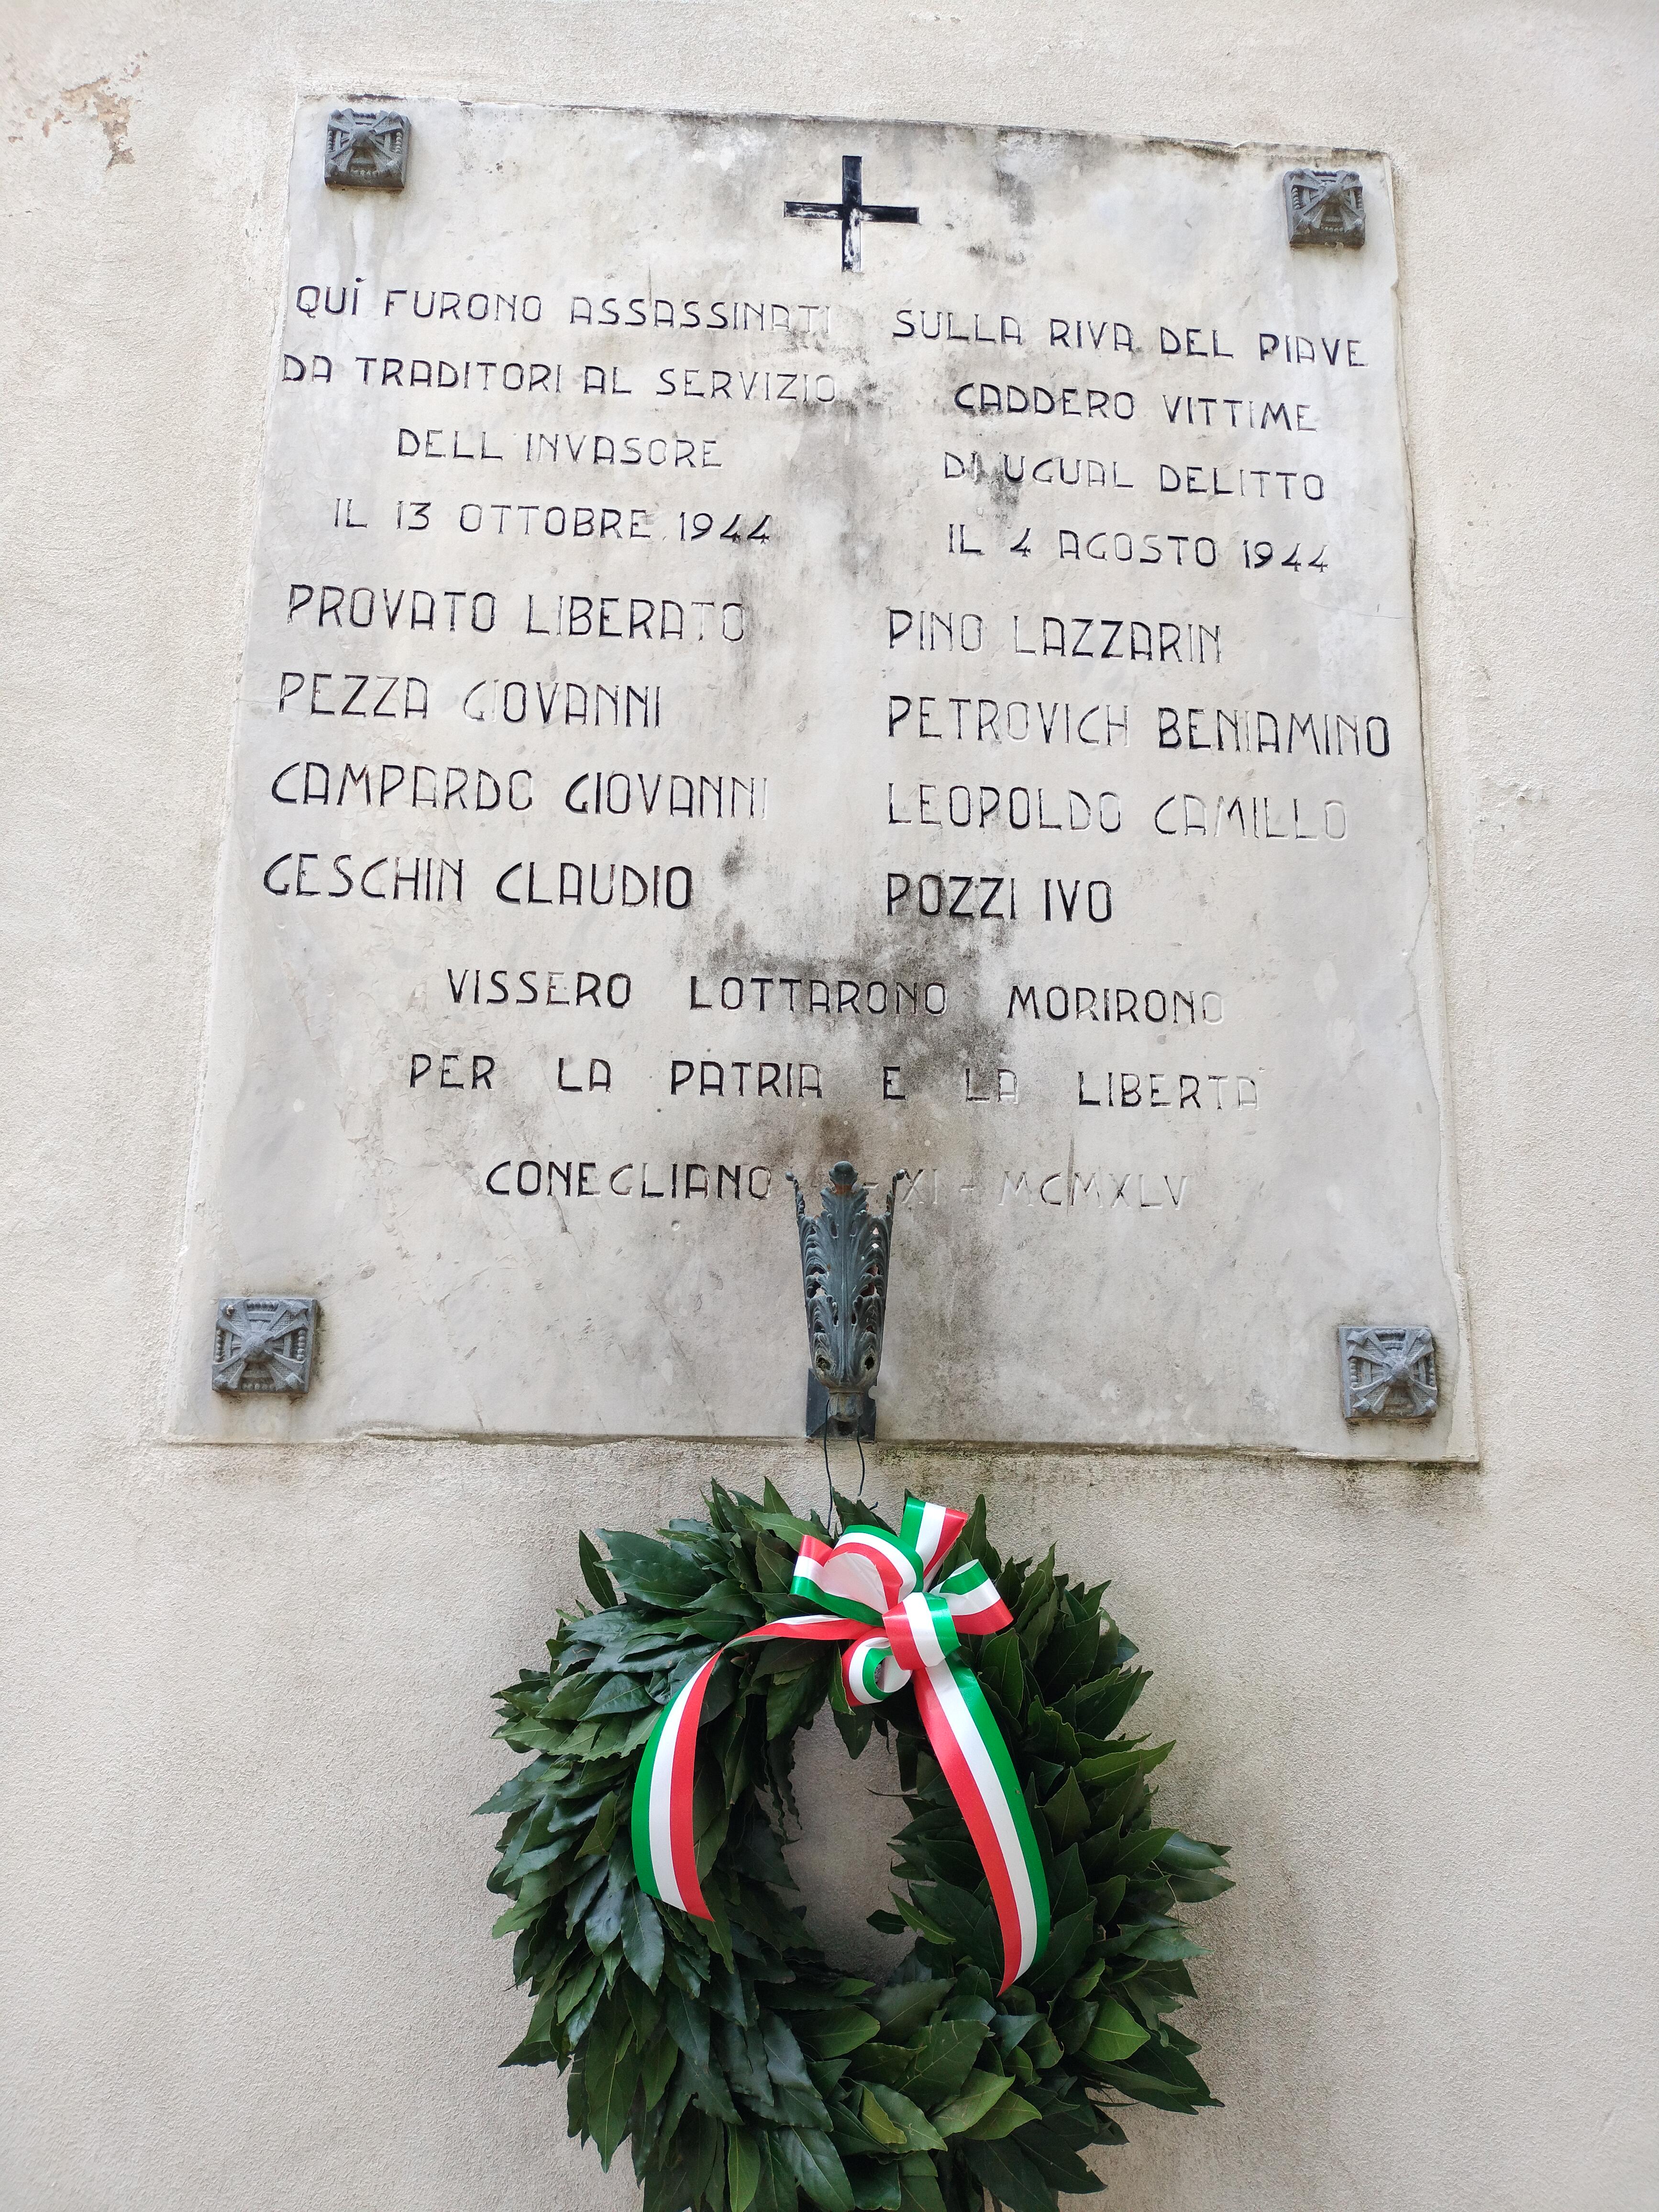 QUÌ FURONO ASSASSINATI
DA TRADITORI AL SERVIZIO
DELL'INVASORE
IL 13 OTTOBRE 1944
PROVATO LIBERATO
PEZZA GIOVANNI
CAMPARDO GIOVANNI
GESCHIN CLAUDIO
SULLA RIVA DEL PIAVE
CADDERO VITTIME
DI UGUAL DELITTO
IL 4 AGOSTO 1944
PINO LAZZARIN
PETROVICH BENIAMINO
LEOPOLDO CAMILLO
POZZI IVO
VISSERO LOTTARONO MORIRONO
PER LA PATRIA E LA LIBERTA'
CONEGLIANO - XI - MCMXLV